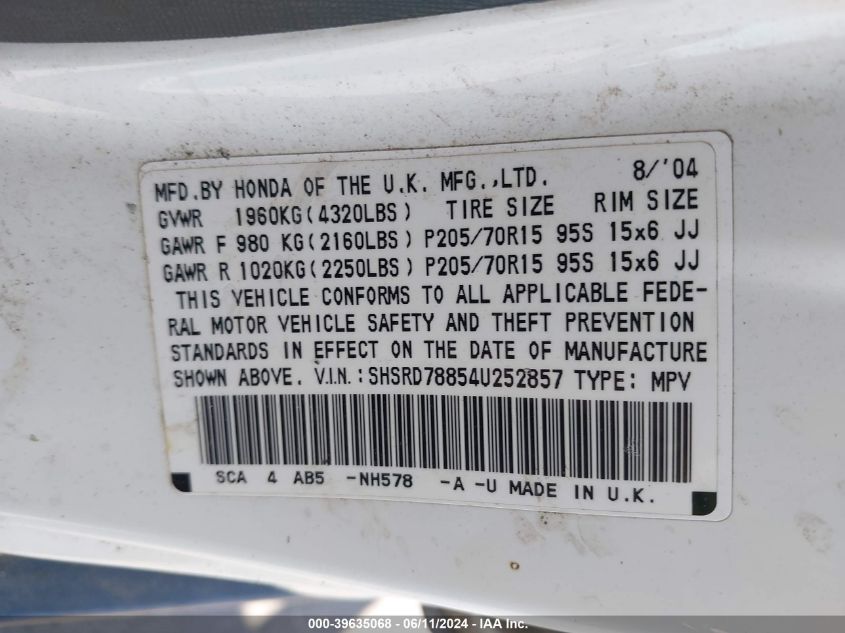 MFD.BY HONDA OF THE U.K. MFG.,LTD. 8/'04
GVWR 1960KG(4320LBS) TIRE SIZE RIM SIZE
GAWR F 980 KG(2160LBS) P205/70R15 95S 15x6 JJ
GAWR R 1020KG(2250LBS) P205/70R15 95S 15x6 JJ
THIS VEHICLE CONFORMS TO ALL APPLICABLE FEDE-
RAL MOTOR VEHICLE SAFETY AND THEFT PREVENTION
STANDARDS IN EFFECT ON THE DATE OF MANUFACTURE
SHOWN ABOVE. V.I.N.:SHSRD78854U252857 TYPE: MPV
SCA 4 AB5 -NH578 -A -U MADE IN U.K.
000-39635068 - 06/11/2024 - IAA Inc.